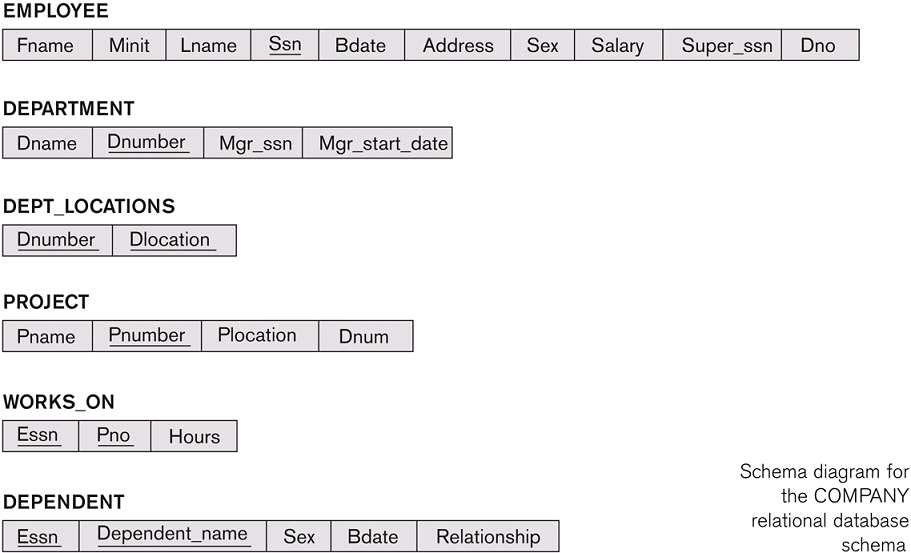 EMPLOYEE
Fname Minit Lname Ssn Bdate Address Sex Salary Super_ssn Dno
DEPARTMENT
Dname Dnumber Mgr_ssn Mgr_start_date
DEPT_LOCATIONS
Dnumber Dlocation
PROJECT
Pname Pnumber Plocation Dnum
WORKS_ON
Essn Pno Hours
DEPENDENT
Essn Dependent_name Sex Bdate Relationship
Schema diagram for
the COMPANY
relational database
schema